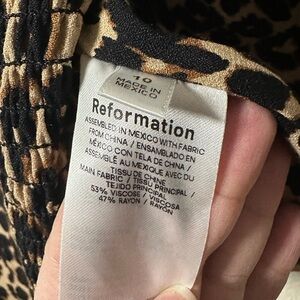 10
MADE IN
MEXICO
Reformation
ASSEMBLED IN MEXICO WITH FABRIC
FROM CHINA / ENSAMBLADO EN
MÉXICO CON TELA DE CHINA /
ASSEMBLÉ AU MEXIQUE AVEC DU
TISSU DE CHINE
MAIN FABRIC / TISSU PRINCIPAL /
TEJIDO PRINCIPAL
53% VISCOSE / VISCOSA
47% RAYON / RAYÓN